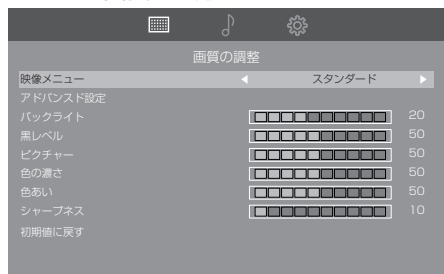 画質の調整
映像メニュー スタンダード
アドバンスド設定
バックライト 20
黒レベル 50
ピクチャー 50
色の濃さ 50
色あい 50
シャープネス 10
初期値に戻す